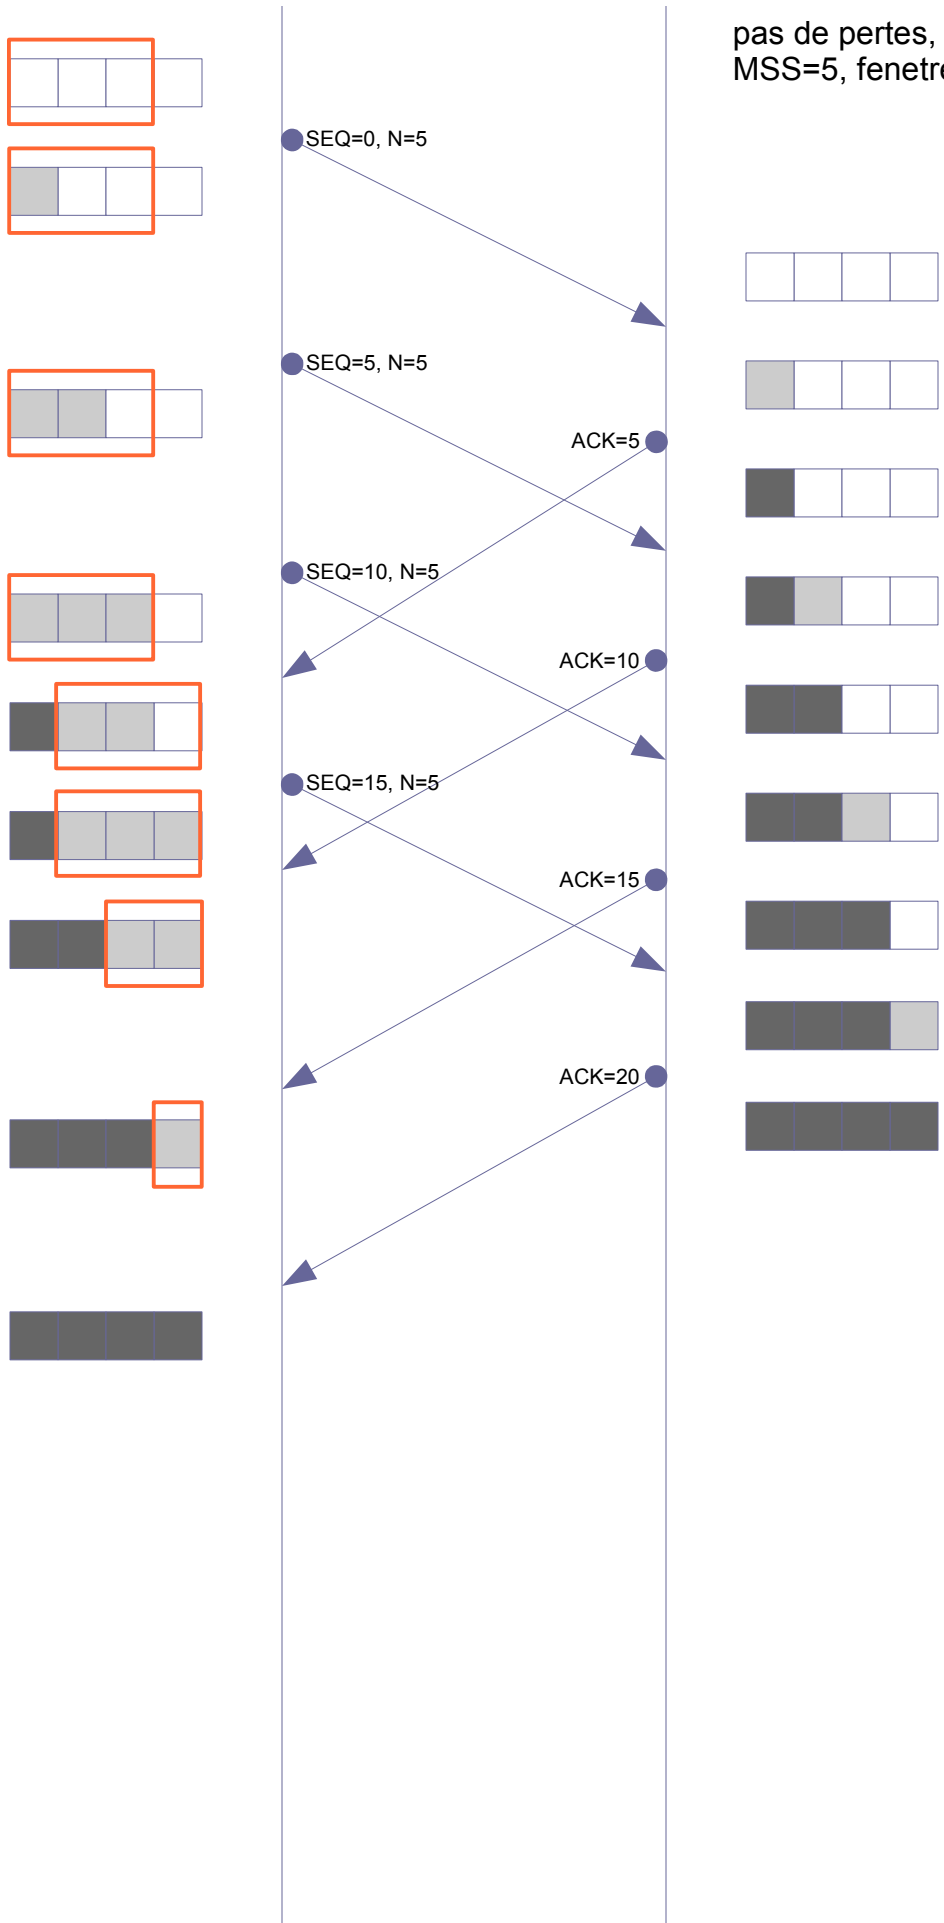 pas de pertes,
MSS=5, fenetre
SEQ=0, N=5
SEQ=5, N=5
ACK=5
SEQ=10, N=5
ACK=10
SEQ=15, N=5
ACK=15
ACK=20